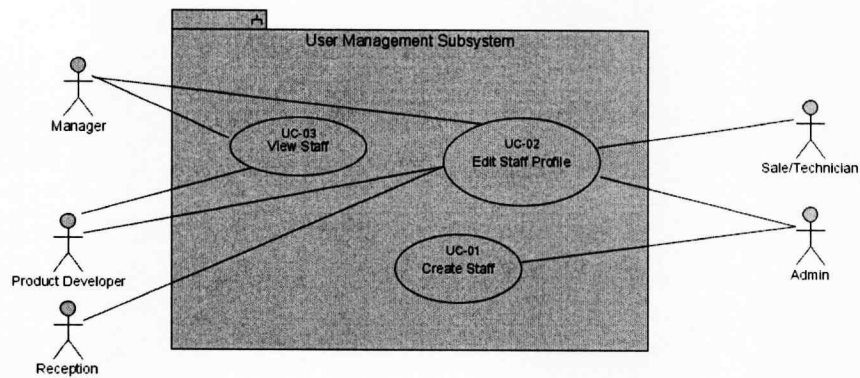 User Management Subsystem
Manager
UC-03
View Staff
UC-02
Edit Staff Profile
Sale/Technician
Product Developer
UC-01
Create Staff
Admin
Reception